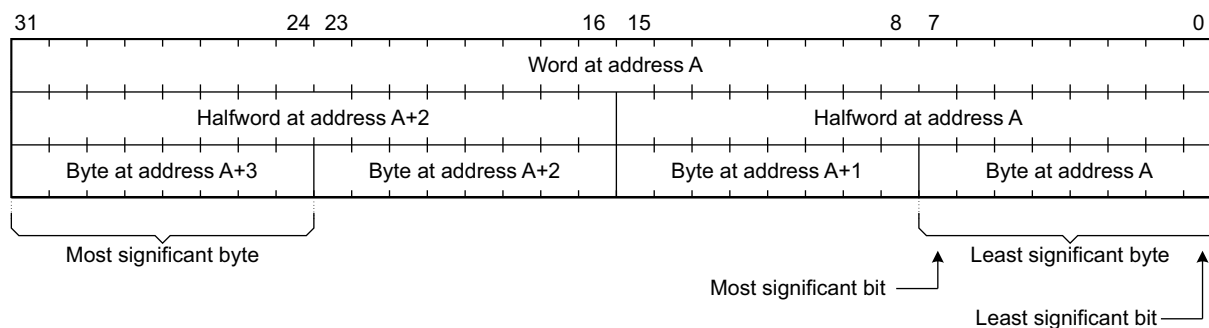 31 24 23 16 15 8 7 0
Word at address A
Halfword at address A+2 Halfword at address A
Byte at address A+3 Byte at address A+2 Byte at address A+1 Byte at address A
Most significant byte Least significant byte
Most significant bit
Least significant bit